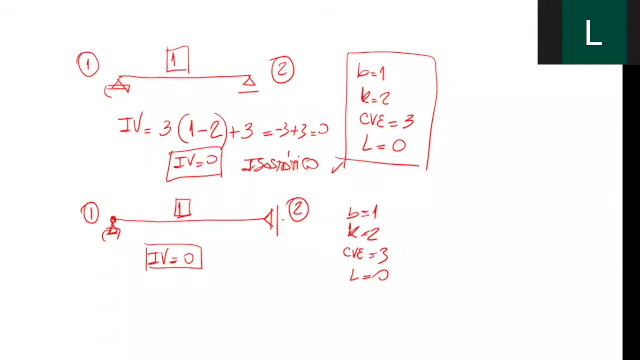 L
① 1 ②
b=1
k=2
CVE=3
L=0
IV= 3(1-2)+3 = -3+3=0
IV=0 ISOSTÁTICO
① 1 ②
IV=0
b=1
k=2
CVE=3
L=0